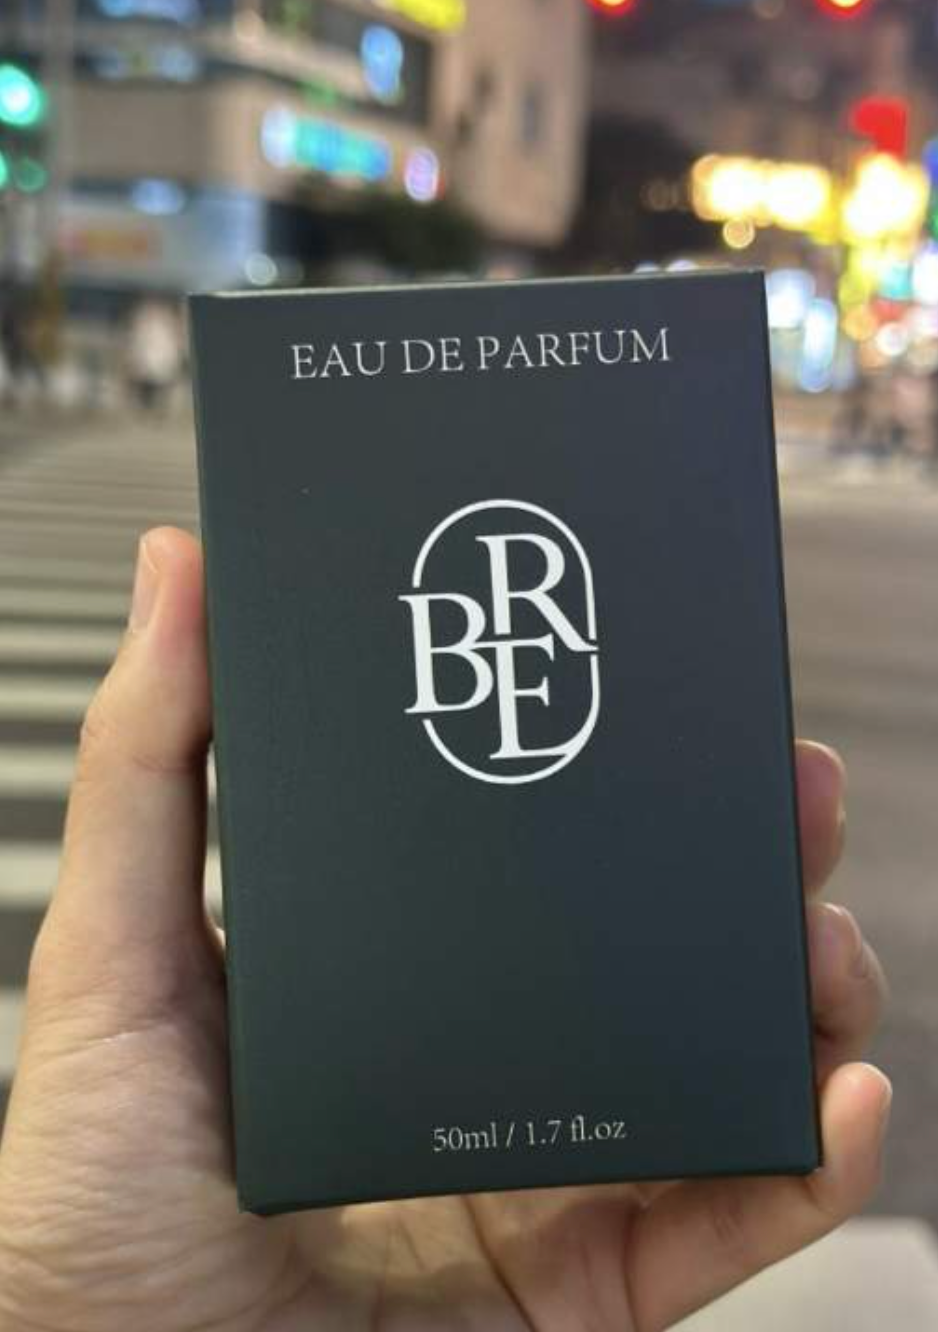 EAU DE PARFUM
BRE
50ml / 1.7 fl.oz